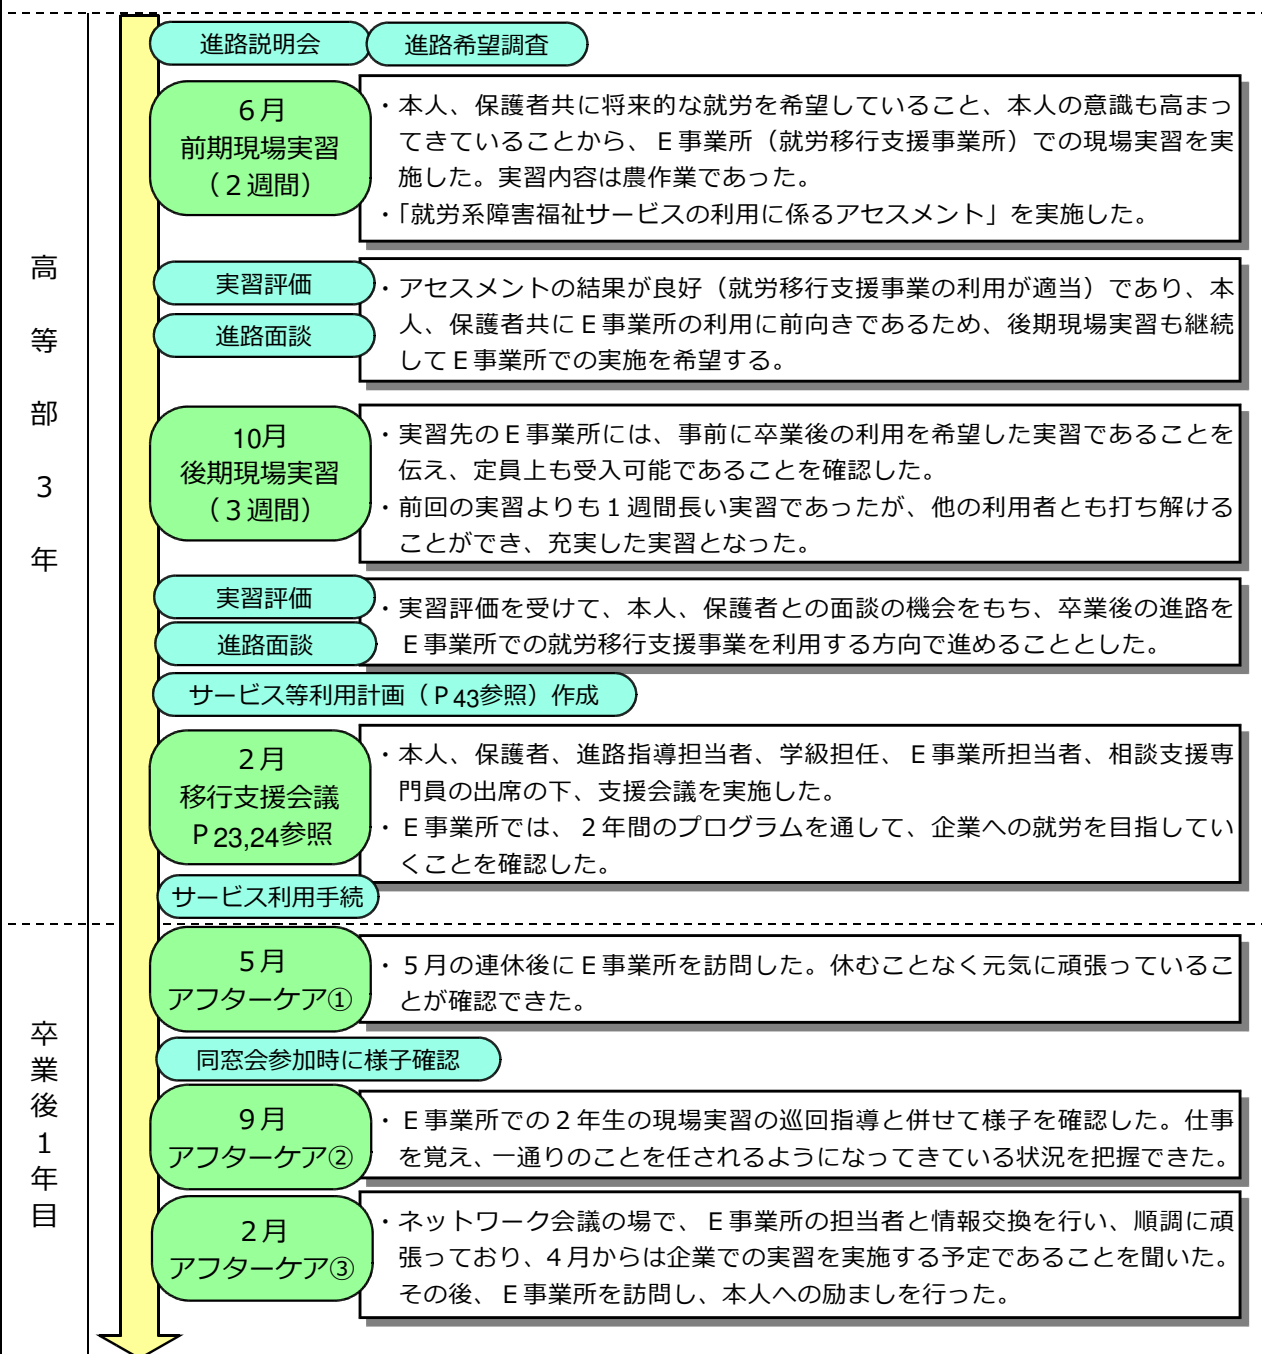 高等部３年
進路説明会
進路希望調査
６月
前期現場実習
（２週間）
・本人、保護者共に将来的な就労を希望していること、本人の意識も高まっ
てきていることから、Ｅ事業所（就労移行支援事業所）での現場実習を実
施した。実習内容は農作業であった。
・「就労系障害福祉サービスの利用に係るアセスメント」を実施した。
実習評価
進路面談
・アセスメントの結果が良好（就労移行支援事業の利用が適当）であり、本
人、保護者共にＥ事業所の利用に前向きであるため、後期現場実習も継続
してＥ事業所での実施を希望する。
10月
後期現場実習
（３週間）
・実習先のＥ事業所には、事前に卒業後の利用を希望した実習であることを
伝え、定員上も受入可能であることを確認した。
・前回の実習よりも１週間長い実習であったが、他の利用者とも打ち解ける
ことができ、充実した実習となった。
実習評価
進路面談
・実習評価を受けて、本人、保護者との面談の機会をもち、卒業後の進路を
Ｅ事業所での就労移行支援事業を利用する方向で進めることとした。
サービス等利用計画（Ｐ43参照）作成
２月
移行支援会議
Ｐ23,24参照
・本人、保護者、進路指導担当者、学級担任、Ｅ事業所担当者、相談支援専
門員の出席の下、支援会議を実施した。
・Ｅ事業所では、２年間のプログラムを通して、企業への就労を目指してい
くことを確認した。
サービス利用手続
卒業後１年目
５月
アフターケア①
・５月の連休後にＥ事業所を訪問した。休むことなく元気に頑張っているこ
とが確認できた。
同窓会参加時に様子確認
９月
アフターケア②
・Ｅ事業所での２年生の現場実習の巡回指導と併せて様子を確認した。仕事
を覚え、一通りのことを任されるようになってきている状況を把握できた。
２月
アフターケア③
・ネットワーク会議の場で、Ｅ事業所の担当者と情報交換を行い、順調に頑
張っており、４月からは企業での実習を実施する予定であることを聞いた。
その後、Ｅ事業所を訪問し、本人への励ましを行った。